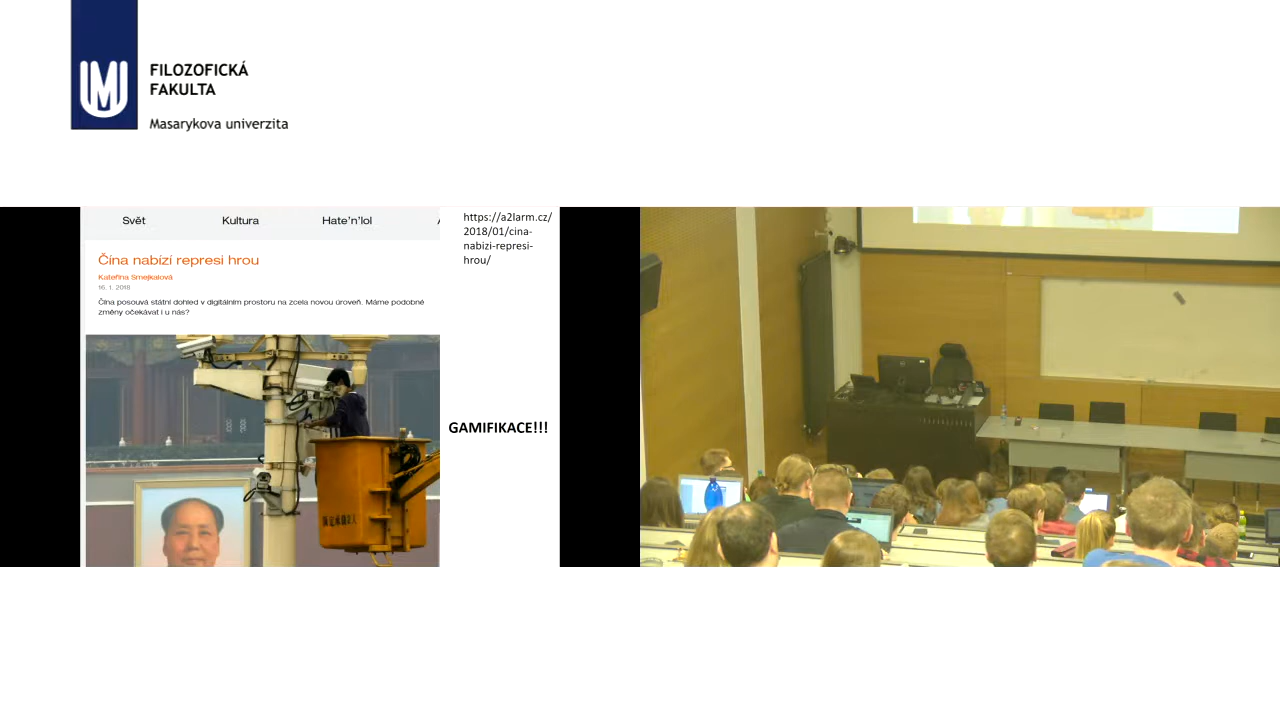 FILOZOFICKÁ
FAKULTA
Masarykova univerzita
Svět Kultura Hate'n'lol
Čína nabízí represi hrou
Kateřina Smejkalová
16. 1. 2018
Čína posouvá státní dohled v digitálním prostoru na zcela novou úroveň. Máme podobné
změny očekávat i u nás?
https://a2larm.cz/
2018/01/cina-
nabizi-represi-
hrou/
GAMIFIKACE!!!